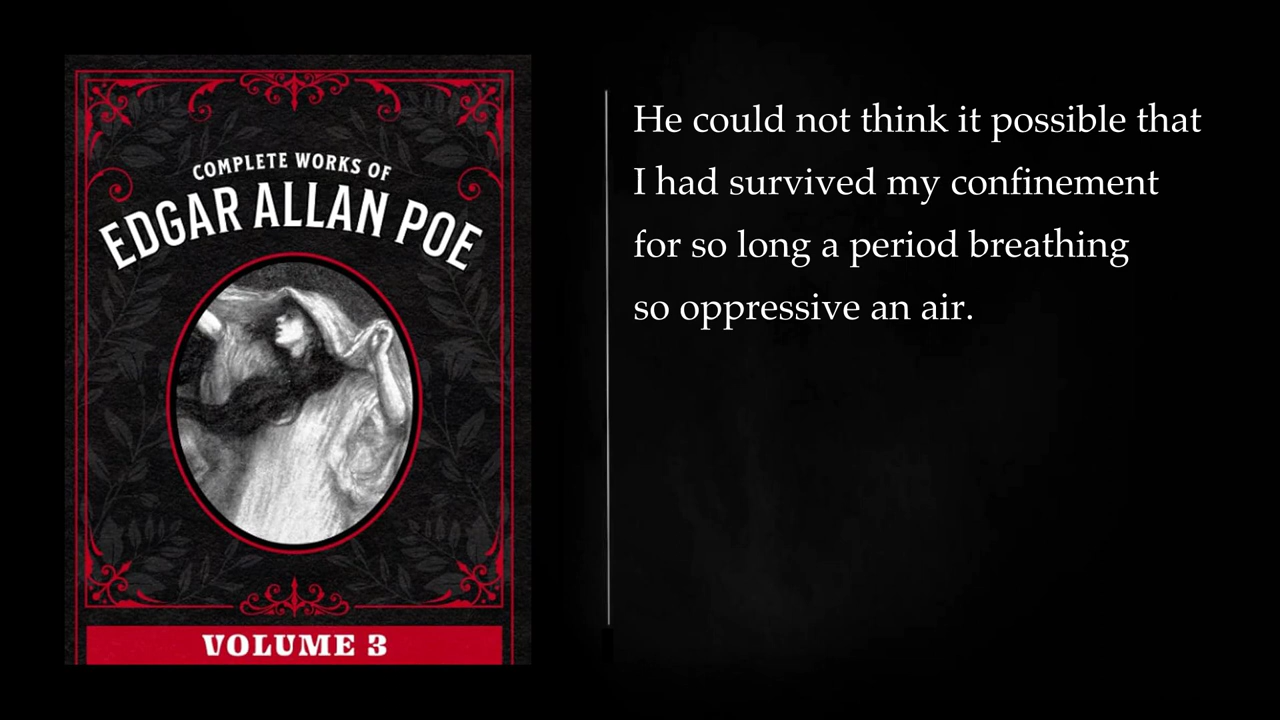 COMPLETE WORKS OF
EDGAR ALLAN POE
VOLUME 3
He could not think it possible that
I had survived my confinement
for so long a period breathing
so oppressive an air.